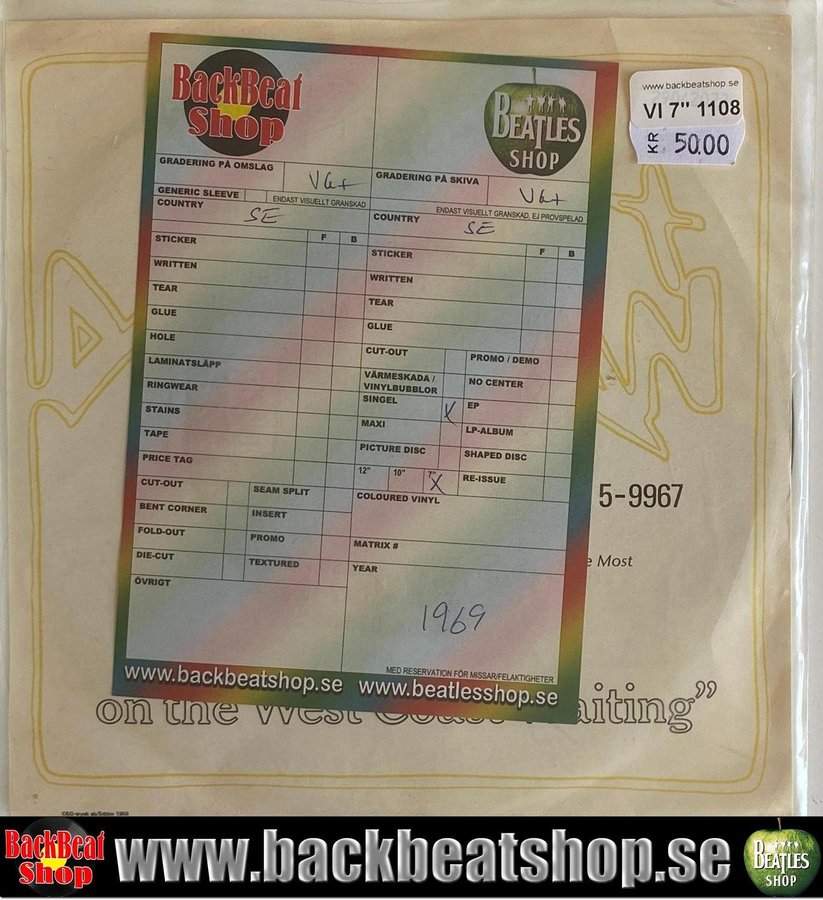 BackBeat
Shop
BEATLES
SHOP
www.backbeatshop.se
VI 7" 1108
KR 50.00
GRADERING PÅ OMSLAG
VG+
GRADERING PÅ SKIVA
VG+
GENERIC SLEEVE
ENDAST VISUELLT GRANSKAD
ENDAST VISUELLT GRANSKAD, EJ PROVSPELAD
COUNTRY
SE
COUNTRY
SE
STICKER F B
WRITTEN
TEAR
GLUE
HOLE
LAMINATSLÄPP
RINGWEAR
STAINS
TAPE
PRICE TAG
CUT-OUT SEAM SPLIT
BENT CORNER INSERT
FOLD-OUT PROMO
DIE-CUT TEXTURED
ÖVRIGT
STICKER F B
WRITTEN
TEAR
GLUE
CUT-OUT PROMO / DEMO
VÄRMESKADA /
VINYLBUBBLOR NO CENTER
SINGEL X EP
MAXI LP-ALBUM
PICTURE DISC SHAPED DISC
12" 10" 7" X RE-ISSUE
COLOURED VINYL
MATRIX #
YEAR
1969
MED RESERVATION FÖR MISSAR/FELAKTIGHETER
www.backbeatshop.se www.beatlesshop.se
5-9967
e Most
on the West Coast Waiting”
BackBeat
Shop
www.backbeatshop.se
BEATLES
SHOP